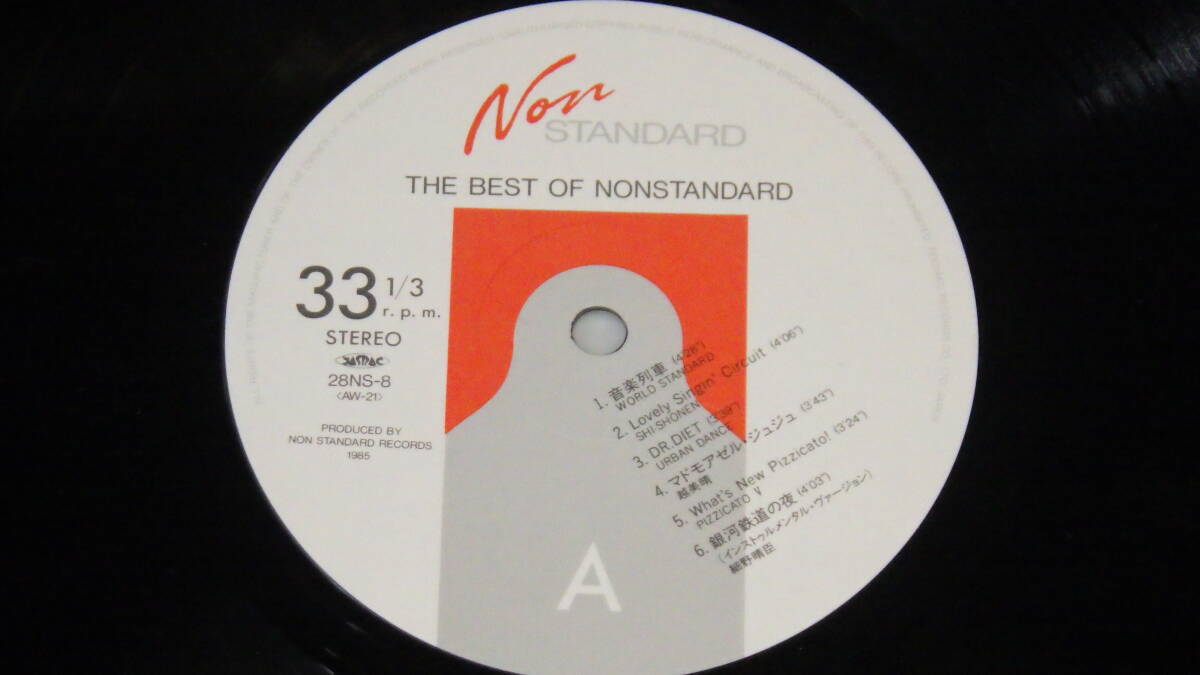 Non
STANDARD
THE BEST OF NONSTANDARD
33 1/3
r. p. m.
STEREO
28NS-8
〈AW-21〉
PRODUCED BY
NON STANDARD RECORDS
1985
1. 音楽列車 (4'28")
WORLD STANDARD
2. Lovely Singin' Circuit (4'06")
SHI-SHONEN
3. DR.DIET (3'39")
URBAN DANCE
4. マドモアゼル・ジュジュ (3'43")
越美晴
5. What's New Pizzicato! (3'24")
PIZZICATO V
6. 銀河鉄道の夜 (4'03")
(インストゥルメンタル・ヴァージョン)
細野晴臣
A